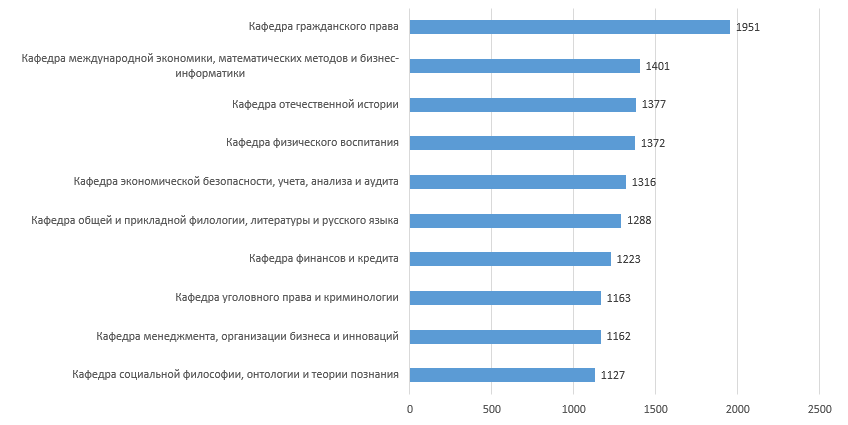 Кафедра гражданского права
1951
Кафедра международной экономики, математических методов и бизнес-
информатики
1401
Кафедра отечественной истории
1377
Кафедра физического воспитания
1372
Кафедра экономической безопасности, учета, анализа и аудита
1316
Кафедра общей и прикладной филологии, литературы и русского языка
1288
Кафедра финансов и кредита
1223
Кафедра уголовного права и криминологии
1163
Кафедра менеджмента, организации бизнеса и инноваций
1162
Кафедра социальной философии, онтологии и теории познания
1127
0 500 1000 1500 2000 2500